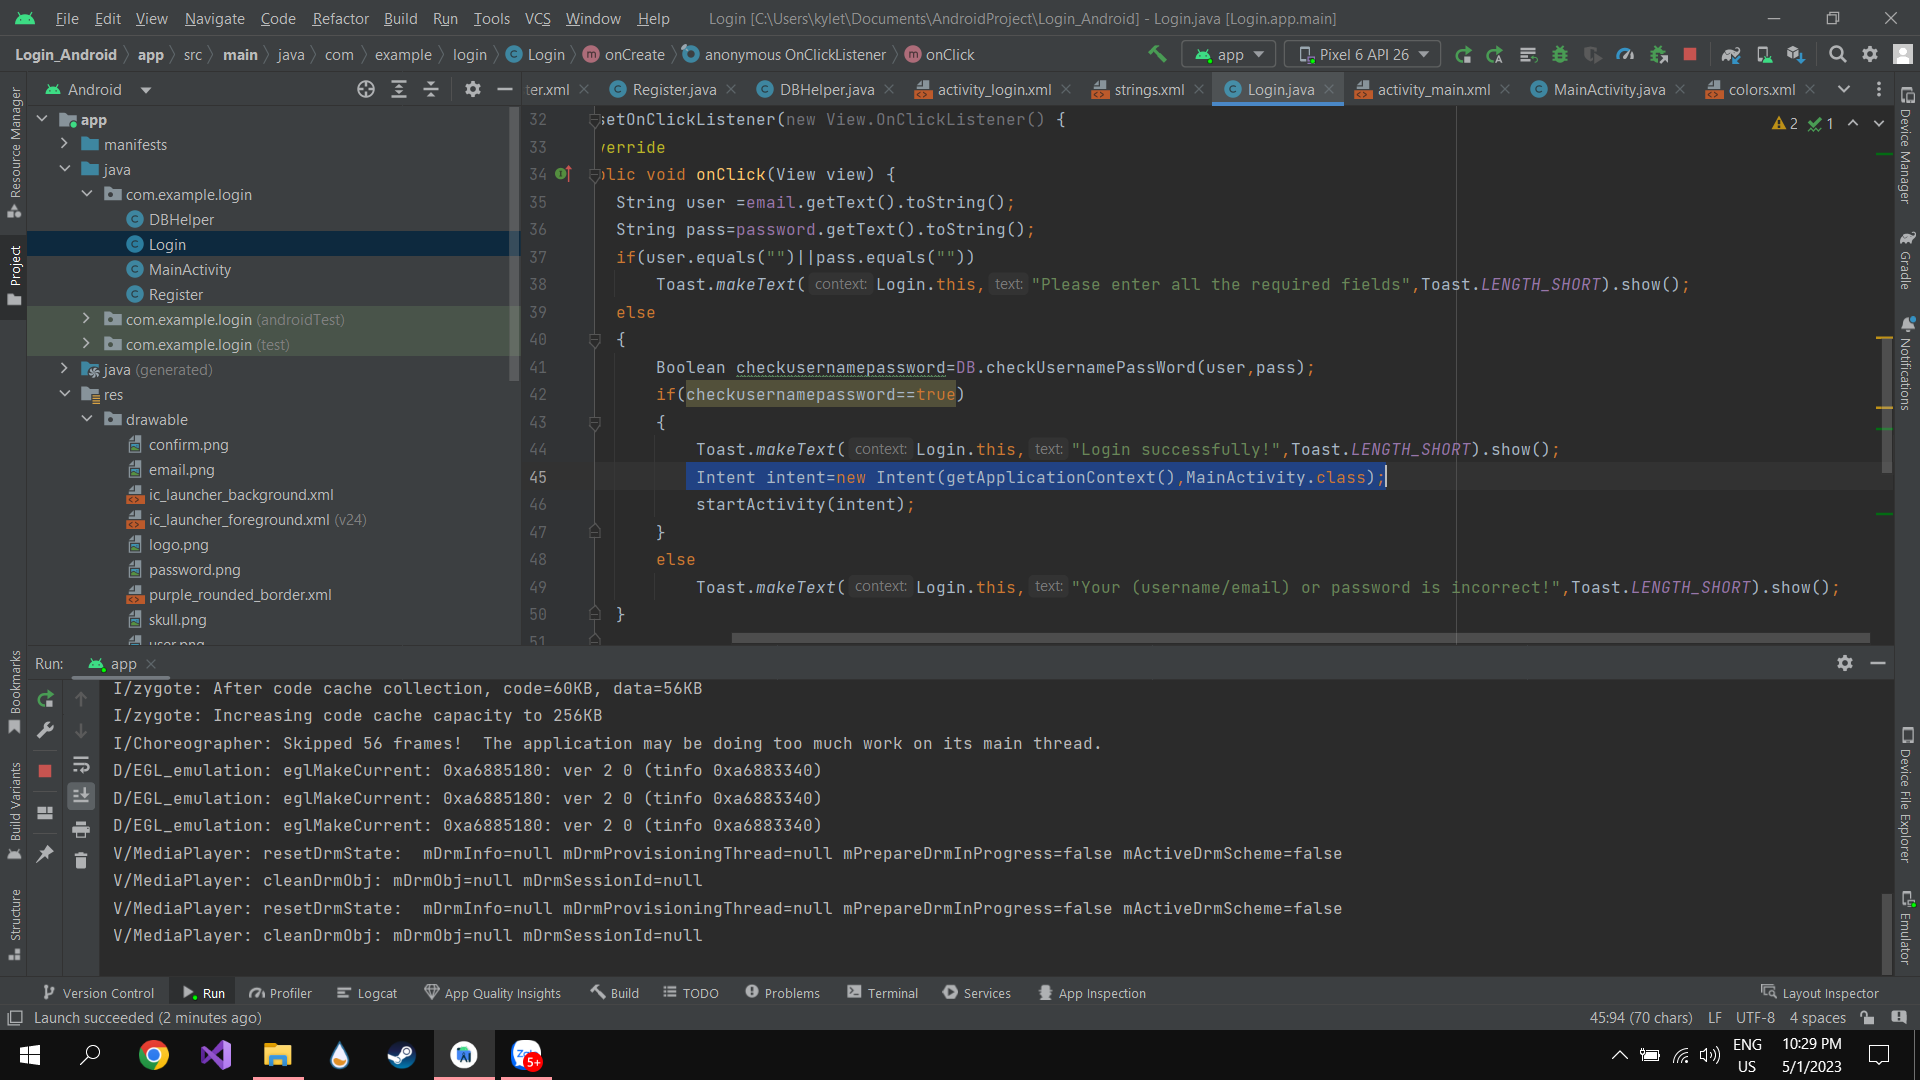 File Edit View Navigate Code Refactor Build Run Tools VCS Window Help Login [C:\Users\kylet\Documents\AndroidProject\Login_Android] - Login.java [Login.app.main]
Login_Android app src main java com example login Login onCreate anonymous OnClickListener onClick app Pixel 6 API 26
Android
ter.xml Register.java DBHelper.java activity_login.xml strings.xml Login.java activity_main.xml MainActivity.java colors.xml
Resource Manager
Project
Bookmarks
Build Variants
Structure
app
manifests
java
com.example.login
DBHelper
Login
MainActivity
Register
com.example.login (androidTest)
com.example.login (test)
java (generated)
res
drawable
confirm.png
email.png
ic_launcher_background.xml
ic_launcher_foreground.xml (v24)
logo.png
password.png
purple_rounded_border.xml
skull.png
user.png
2 1
32 setOnClickListener(new View.OnClickListener() {
33 verride
34 blic void onClick(View view) {
35 String user =email.getText().toString();
36 String pass=password.getText().toString();
37 if(user.equals("")||pass.equals(""))
38 Toast.makeText( context: Login.this, text: "Please enter all the required fields",Toast.LENGTH_SHORT).show();
39 else
40 {
41 Boolean checkusernamepassword=DB.checkUsernamePassWord(user,pass);
42 if(checkusernamepassword==true)
43 {
44 Toast.makeText( context: Login.this, text: "Login successfully!",Toast.LENGTH_SHORT).show();
45 Intent intent=new Intent(getApplicationContext(),MainActivity.class);
46 startActivity(intent);
47 }
48 else
49 Toast.makeText( context: Login.this, text: "Your (username/email) or password is incorrect!",Toast.LENGTH_SHORT).show();
50 }
51
Device Manager
Gradle
Notifications
Device File Explorer
Emulator
Run: app
I/zygote: After code cache collection, code=60KB, data=56KB
I/zygote: Increasing code cache capacity to 256KB
I/Choreographer: Skipped 56 frames!  The application may be doing too much work on its main thread.
D/EGL_emulation: eglMakeCurrent: 0xa6885180: ver 2 0 (tinfo 0xa6883340)
D/EGL_emulation: eglMakeCurrent: 0xa6885180: ver 2 0 (tinfo 0xa6883340)
D/EGL_emulation: eglMakeCurrent: 0xa6885180: ver 2 0 (tinfo 0xa6883340)
V/MediaPlayer: resetDrmState:  mDrmInfo=null mDrmProvisioningThread=null mPrepareDrmInProgress=false mActiveDrmScheme=false
V/MediaPlayer: cleanDrmObj: mDrmObj=null mDrmSessionId=null
V/MediaPlayer: resetDrmState:  mDrmInfo=null mDrmProvisioningThread=null mPrepareDrmInProgress=false mActiveDrmScheme=false
V/MediaPlayer: cleanDrmObj: mDrmObj=null mDrmSessionId=null
Version Control Run Profiler Logcat App Quality Insights Build TODO Problems Terminal Services App Inspection Layout Inspector
Launch succeeded (2 minutes ago) 45:94 (70 chars) LF UTF-8 4 spaces
5+ ENG US 10:29 PM 5/1/2023